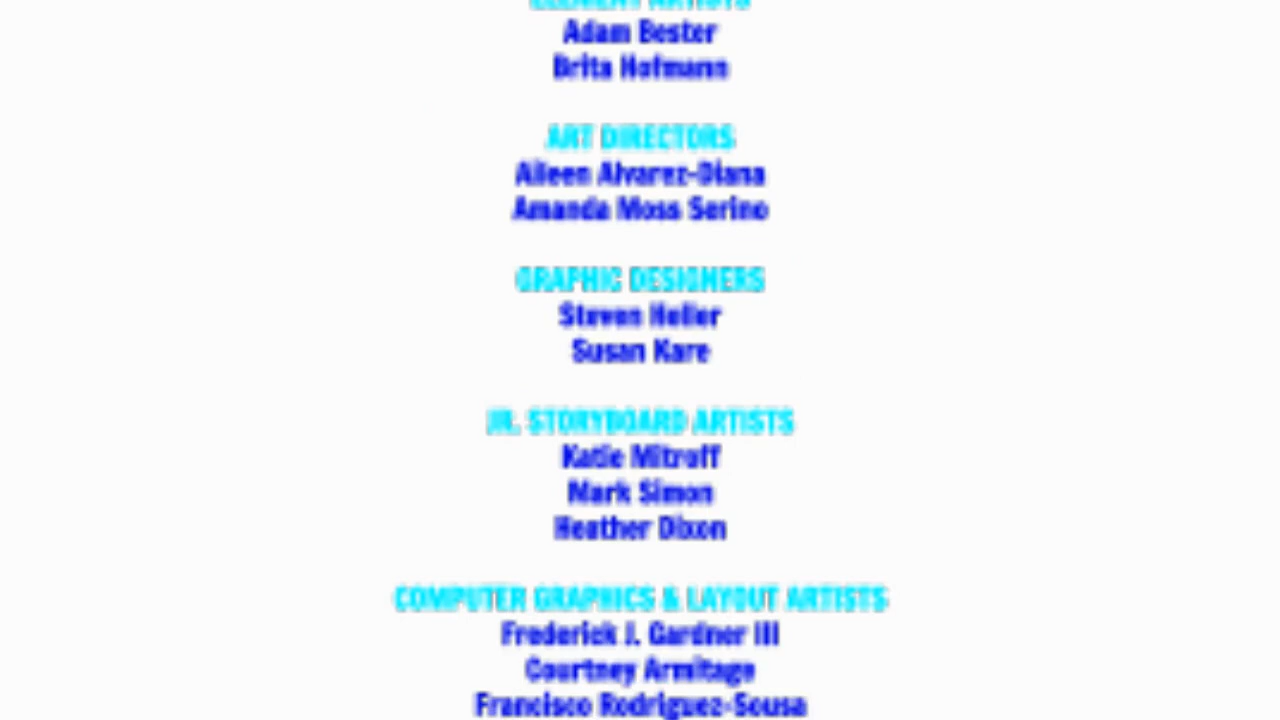 ELEMENT ARTISTS
Adam Bester
Brita Hofmann
ART DIRECTORS
Aileen Alvarez-Diana
Amanda Moss Serino
GRAPHIC DESIGNERS
Steven Heller
Susan Kare
JR. STORYBOARD ARTISTS
Katie Mitroff
Mark Simon
Heather Dixon
COMPUTER GRAPHICS & LAYOUT ARTISTS
Frederick J. Gardner III
Courtney Armitage
Francisco Rodriguez-Sousa